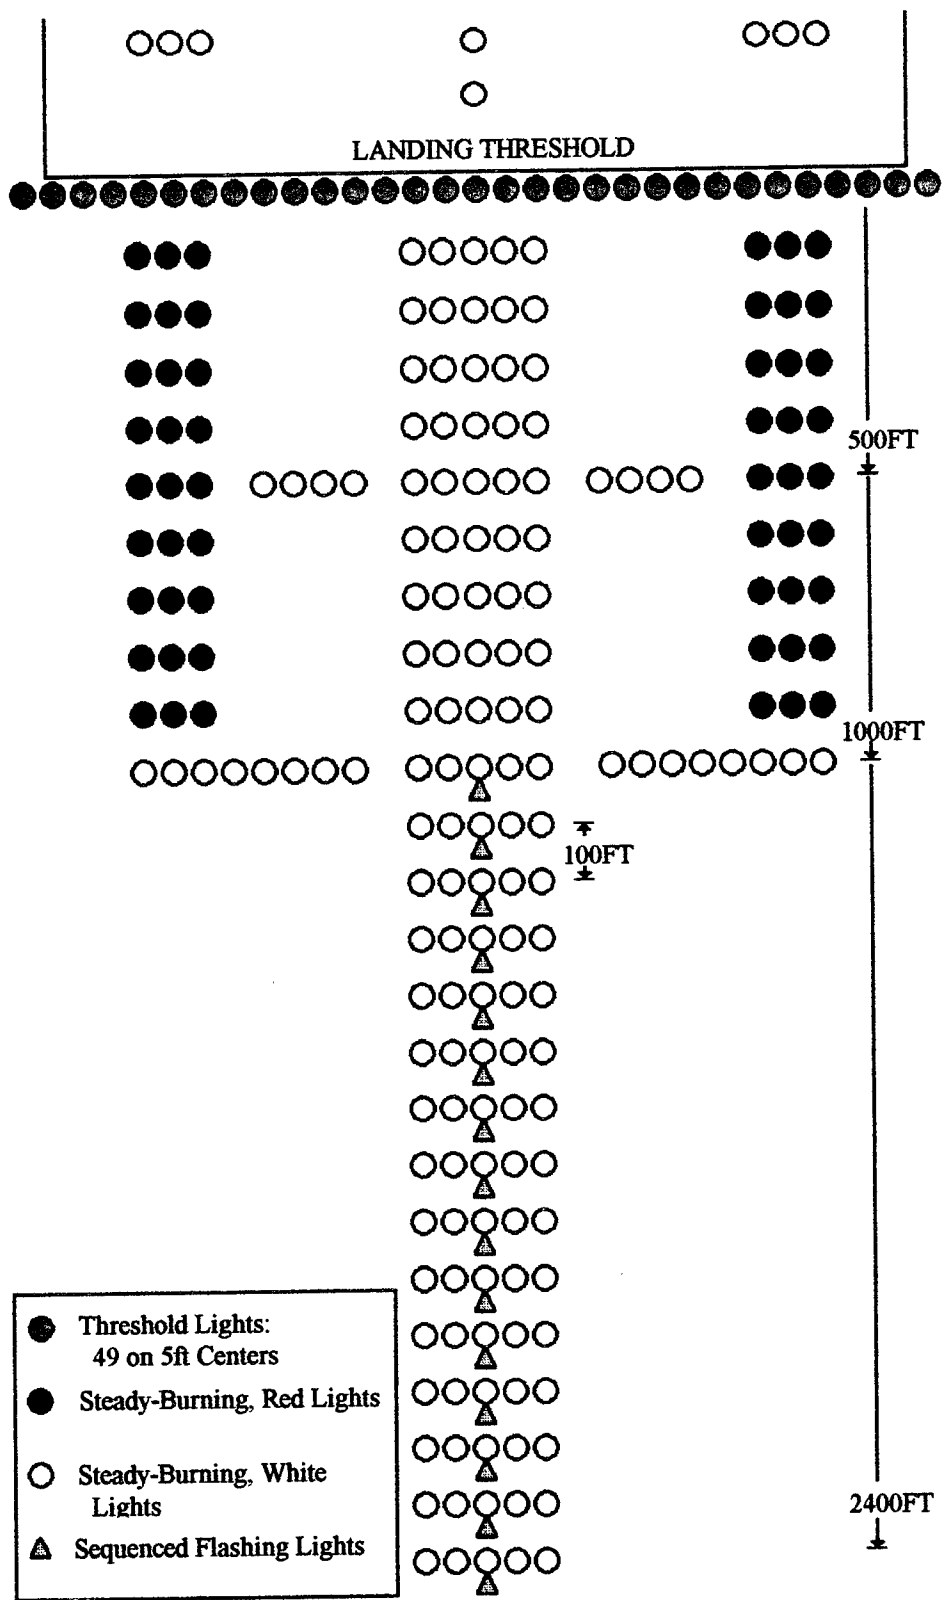 LANDING THRESHOLD
500FT
1000FT
100FT
2400FT
Threshold Lights:
49 on 5ft Centers
Steady-Burning, Red Lights
Steady-Burning, White
Lights
Sequenced Flashing Lights